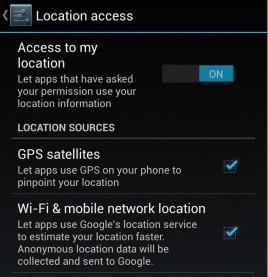 Location access
Access to my
location
Let apps that have asked
your permission use your
location information
ON
LOCATION SOURCES
GPS satellites
Let apps use GPS on your phone to
pinpoint your location
Wi-Fi & mobile network location
Let apps use Google's location service
to estimate your location faster.
Anonymous location data will be
collected and sent to Google.